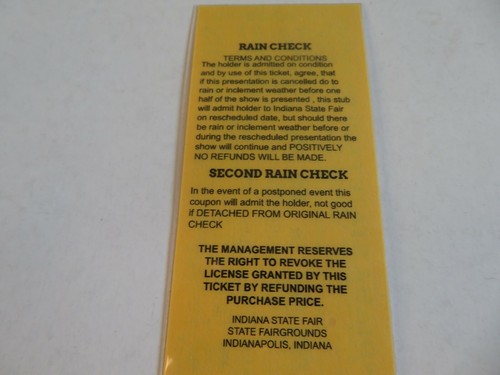 RAIN CHECK
TERMS AND CONDITIONS
The holder is admitted on condition
and by use of this ticket, agree, that
if this presentation is cancelled do to
rain or inclement weather before one
half of the show is presented , this stub
will admit holder to Indiana State Fair
on rescheduled date, but should there
be rain or inclement weather before or
during the rescheduled presentation the
show will continue and POSITIVELY
NO REFUNDS WILL BE MADE.
SECOND RAIN CHECK
In the event of a postponed event this
coupon will admit the holder, not good
if DETACHED FROM ORIGINAL RAIN
CHECK
THE MANAGEMENT RESERVES
THE RIGHT TO REVOKE THE
LICENSE GRANTED BY THIS
TICKET BY REFUNDING THE
PURCHASE PRICE.
INDIANA STATE FAIR
STATE FAIRGROUNDS
INDIANAPOLIS, INDIANA